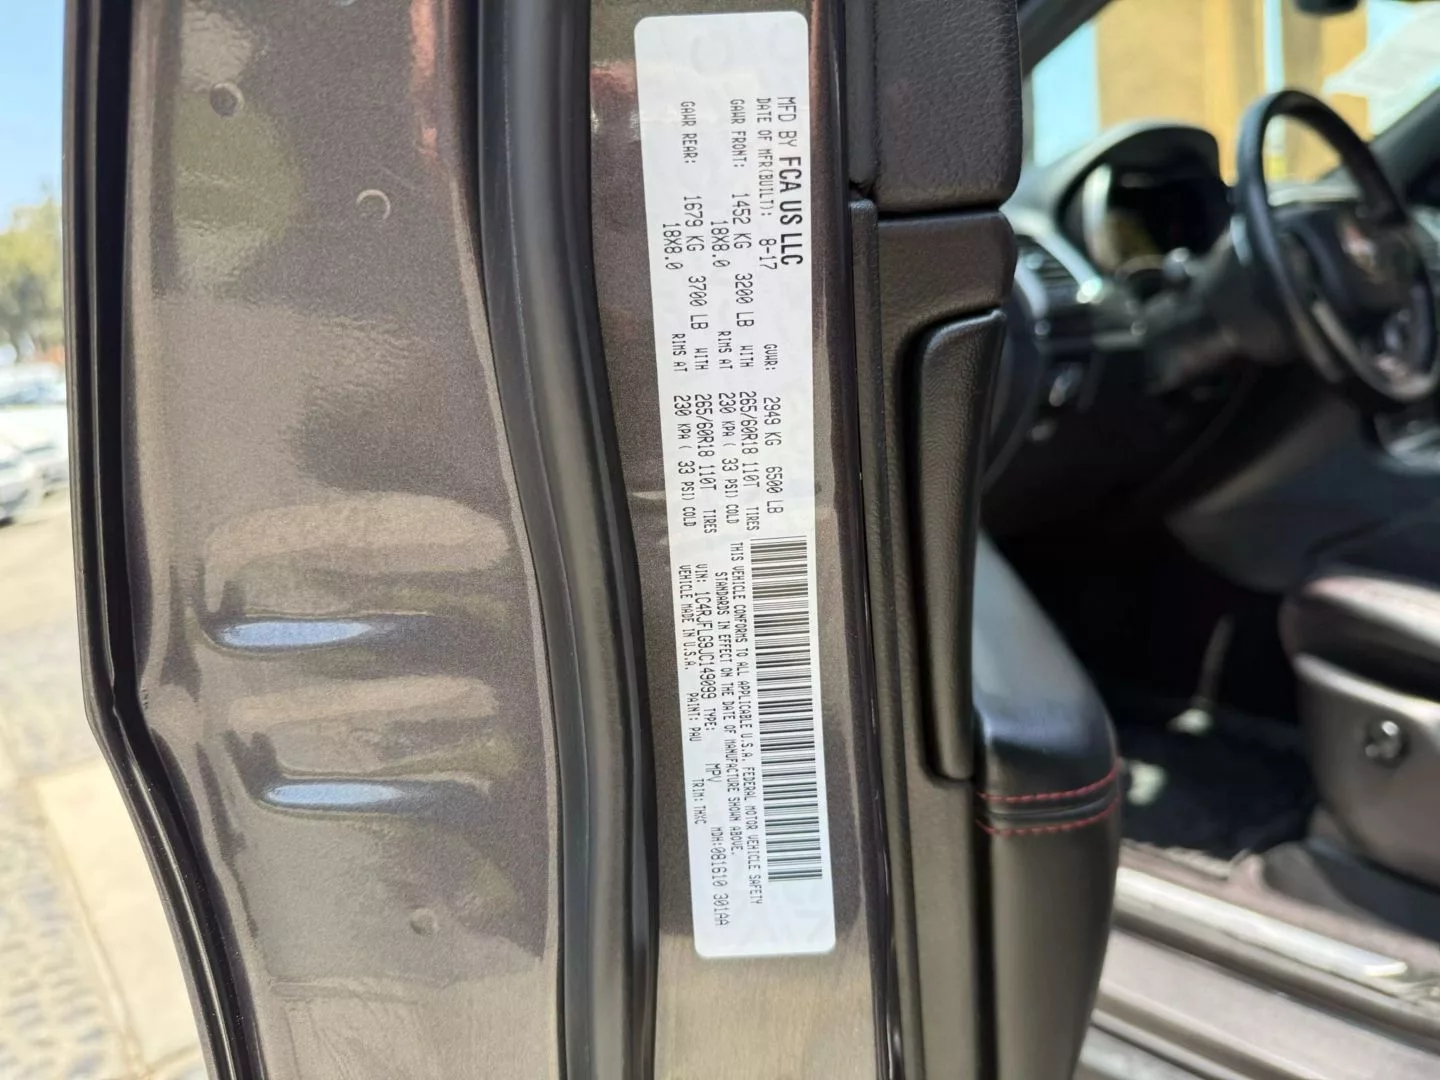 MFD BY FCA US LLC
DATE OF MFR(BUILT): 8-17 GVWR: 2949 KG 6500 LB
GAWR FRONT: 1452 KG 3200 LB WITH 265/60R18 110T TIRES
18X8.0 RIMS AT 230 KPA ( 33 PSI) COLD
GAWR REAR: 1679 KG 3700 LB WITH 265/60R18 110T TIRES
18X8.0 RIMS AT 230 KPA ( 33 PSI) COLD
THIS VEHICLE CONFORMS TO ALL APPLICABLE U.S.A. FEDERAL MOTOR VEHICLE SAFETY
STANDARDS IN EFFECT ON THE DATE OF MANUFACTURE SHOWN ABOVE.
VIN: 1C4RJFLG9JC149099 TYPE: MPV MDH:081610 301AA
VEHICLE MADE IN U.S.A. PAINT: PAU TRIM: TMXC